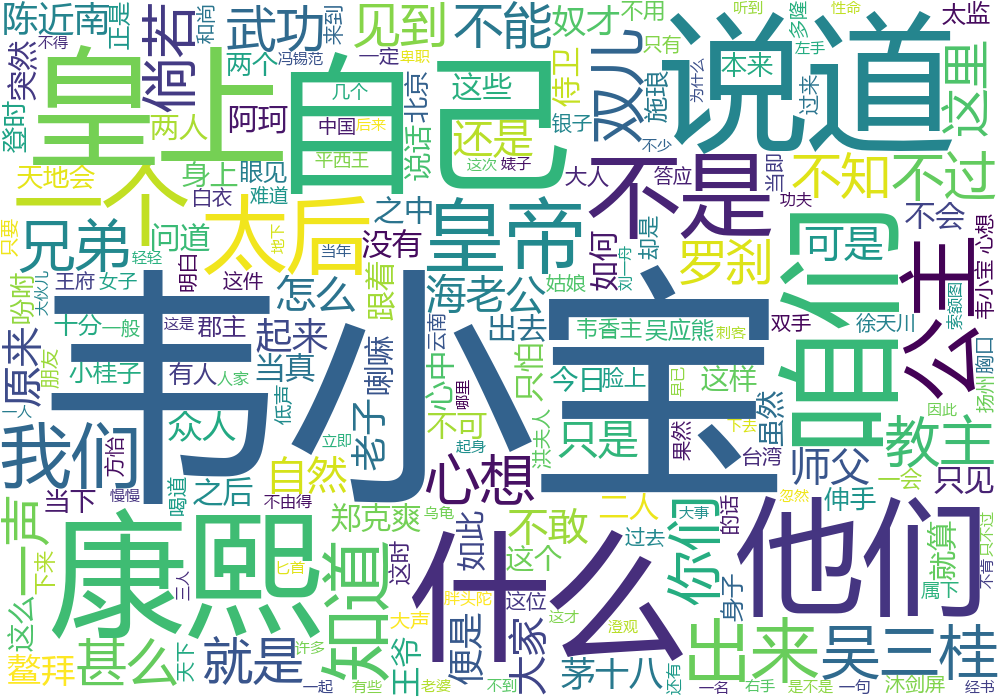 陈近南
正是
若
和尚
武功
来到
见到
不能
奴才
不用
听到
多隆
性命
太监
不得
突然
皇上
倘若
两个
冯锡范
一定
卑职
自己
双儿
只有
左手
说道
登时
两人
阿珂
几个
中国
后来
北京
说话
这些
还是
侍卫
银子
施琅
本来
为什么
过来
这里
天地会
一个
身上
眼见
白衣
难道
平西王
这次
婊子
大人
不少
答应
不是
当即
功夫
不知
不过
只要
兄弟
轻轻
问道
太后
地下
当年
之中
没有
皇帝
姑娘
如何
刘一舟
却是
罗刹
咱们
可是
不会
公主
心想
韦小宝
吩咐
大伙儿
王府
女子
明白
这件
怎么
跟着
海老公
云南
出去
韦香主
吴应熊
刺客
双手
徐天川
索额图
胸口
原来
朋友
十分
一般
这是
郡主
起来
喇嘛
心中
哪里
只怕
今日
脸上
早已
这样
虽然
扬州
因此
小桂子
有人
人家
当真
低声
老子
不可
洪夫人
只是
果然
下去
台湾
教主
一人
我们
方怡
众人
立即
起身
韦小宝
师父
只见
一声
当下
慢慢
喝道
之后
自然
不由得
郑克爽
乌龟
心想
如此
不敢
这个
二人
过去
大事
你们
的话
忽然
伸手
一会
就算
不肯
只不过
这么
下来
三人
康熙
匕首
知道
这时
什么
他们
属下
鳌拜
甚么
天下
就是
许多
大声
王爷
胖头陀
便是
这位
大家
这才
澄观
茅十八
身子
还有
出来
吴三桂
一起
有些
老婆
不到
一名
右手
是不是
一句
沐剑屏
经书